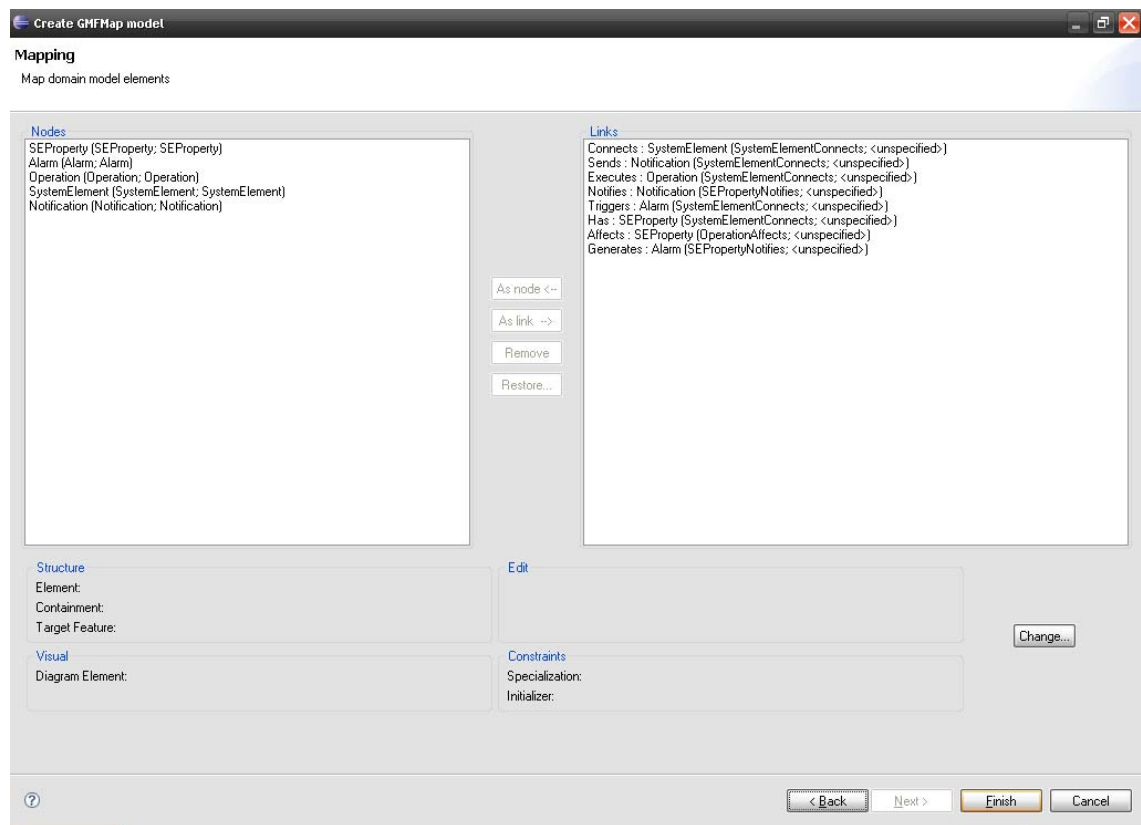 Create GMFMap model
Mapping
Map domain model elements
Nodes
SEProperty (SEProperty; SEProperty)
Alarm (Alarm; Alarm)
Operation (Operation; Operation)
SystemElement (SystemElement; SystemElement)
Notification (Notification; Notification)
As node <--
As link -->
Remove
Restore...
Links
Connects : SystemElement (SystemElementConnects; <unspecified>)
Sends : Notification (SystemElementConnects; <unspecified>)
Executes : Operation (SystemElementConnects; <unspecified>)
Notifies : Notification (SEPropertyNotifies; <unspecified>)
Triggers : Alarm (SystemElementConnects; <unspecified>)
Has : SEProperty (SystemElementConnects; <unspecified>)
Affects : SEProperty (OperationAffects; <unspecified>)
Generates : Alarm (SEPropertyNotifies; <unspecified>)
Structure
Element:
Containment:
Target Feature:
Edit
Change...
Visual
Diagram Element:
Constraints
Specialization:
Initializer:
?
< Back
Next >
Finish
Cancel